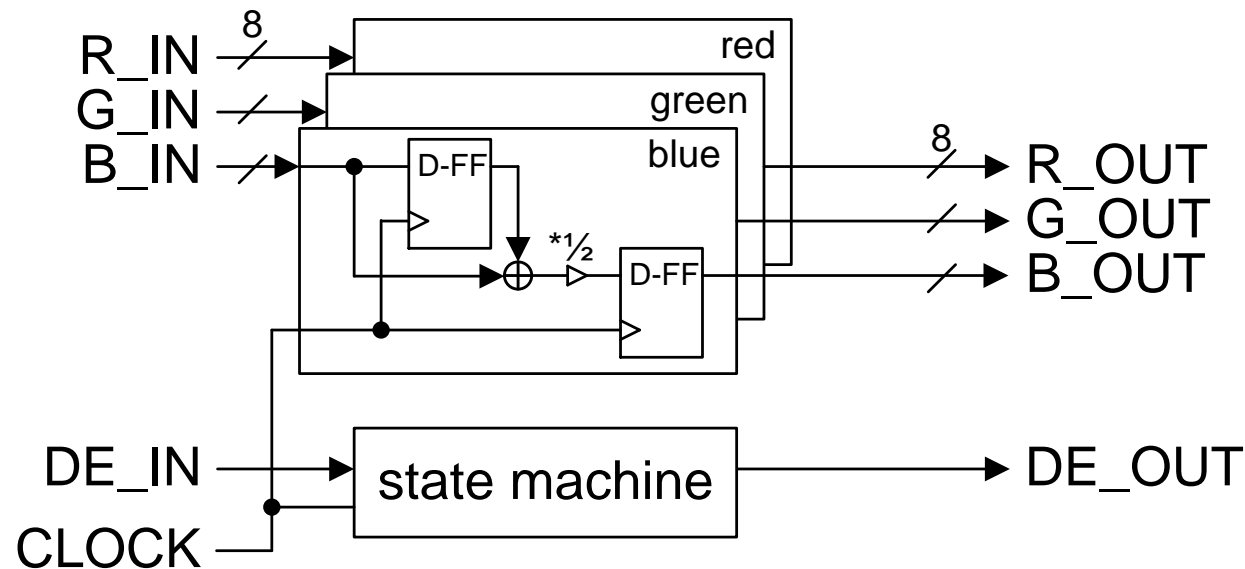 8
red
R_IN
green
G_IN
blue
8
B_IN
D-FF
R_OUT
G_OUT
*½
D-FF
B_OUT
DE_IN
state machine
DE_OUT
CLOCK